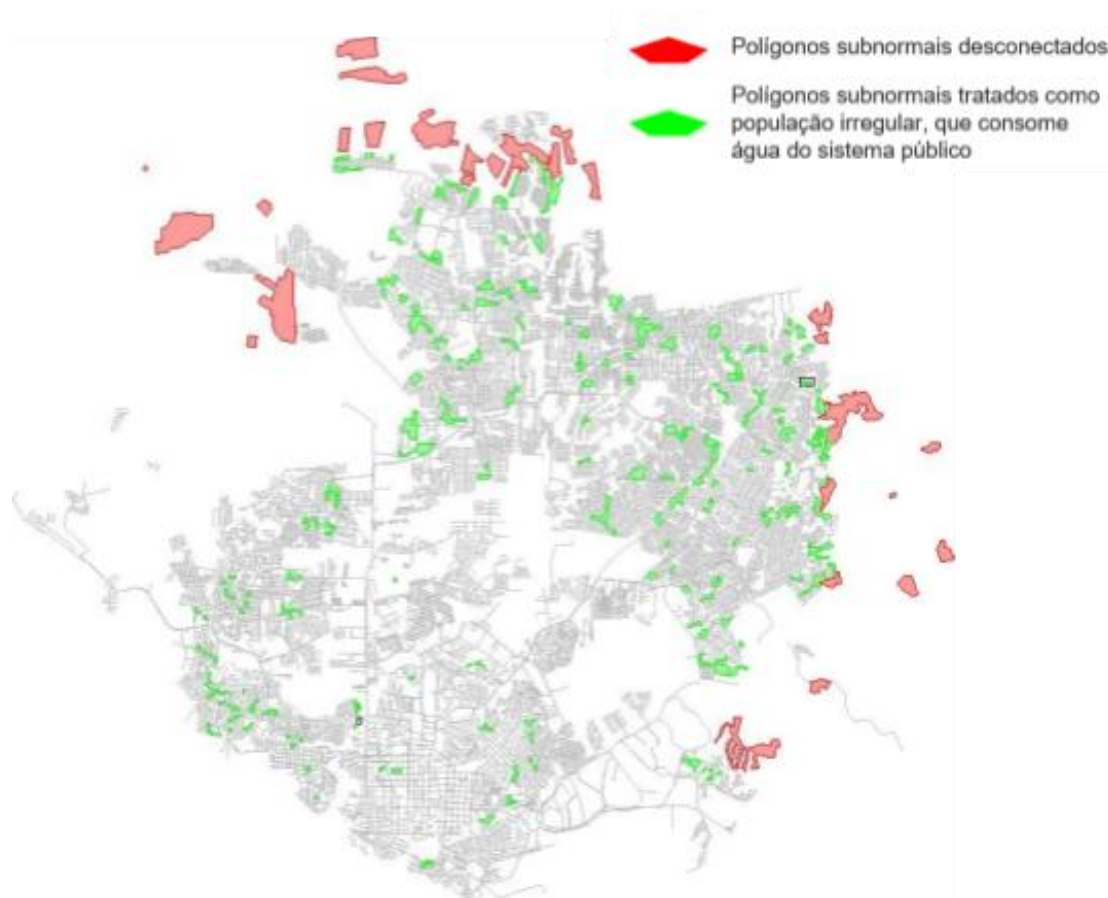 Polígonos subnormais desconectados
Polígonos subnormais tratados como
população irregular, que consome
água do sistema público